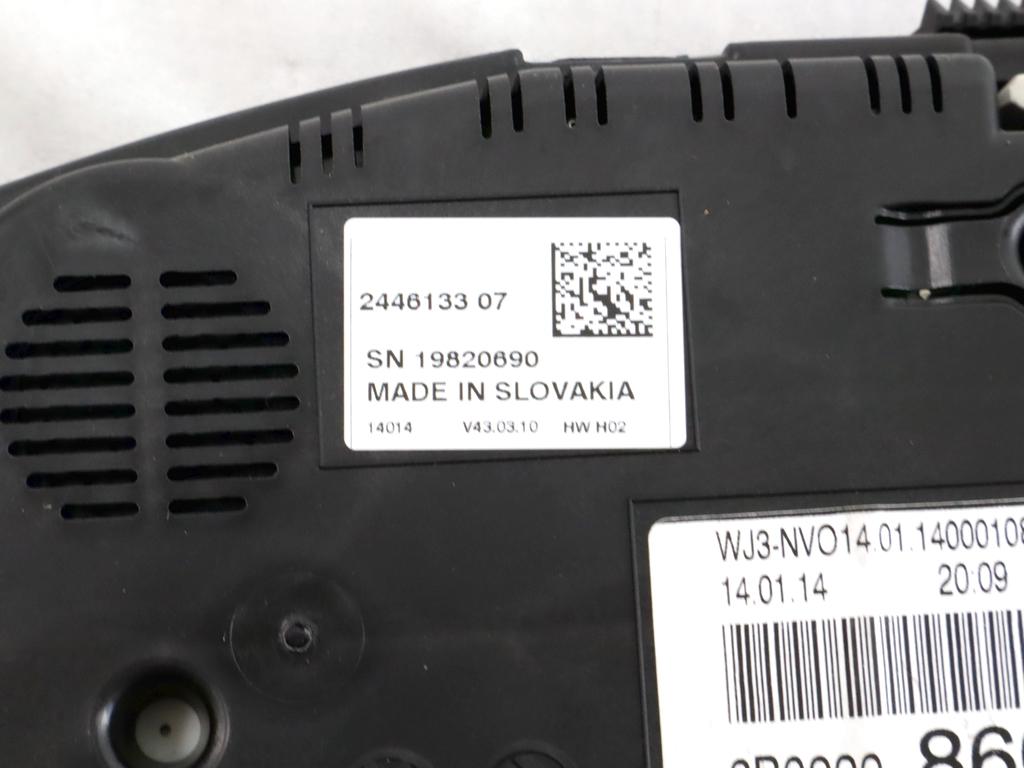 2446133 07
SN 19820690
MADE IN SLOVAKIA
14014 V43.03.10 HW H02
WJ3-NVO14.01.1400010
14.01.14 20:09
86